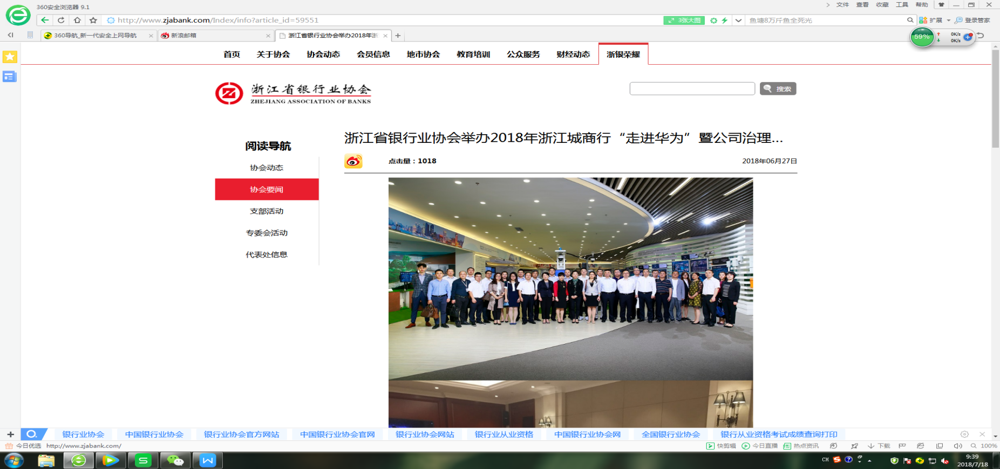 360安全浏览器 9.1
文件 查看 收藏 工具 帮助
http://www.zjabank.com/Index/info?article_id=59551
3张大图
鱼塘8万斤鱼全死光
扩展
登录管家
360导航_新一代安全上网导航
新浪邮箱
浙江省银行业协会举办2018年浙
59%
0K/s
0K/s
首页 关于协会 协会动态 会员信息 地市协会 教育培训 公众服务 财经动态 浙银荣耀
浙江省银行业协会
ZHEJIANG ASSOCIATION OF BANKS
搜索
阅读导航
协会动态
协会要闻
支部活动
专委会活动
代表处信息
浙江省银行业协会举办2018年浙江城商行“走进华为”暨公司治理...
点击量：1018
2018年06月27日
银行业协会 中国银行业协会 银行业协会官方网站 中国银行业协会官网 银行业协会网站 银行业从业资格 中国银行业协会网 全国银行业协会 银行从业资格考试成绩查询打印
今日优选 http://www.zjabank.com/
快剪辑 今日直播 热点资讯 下载 100%
CH
9:39
2018/7/18